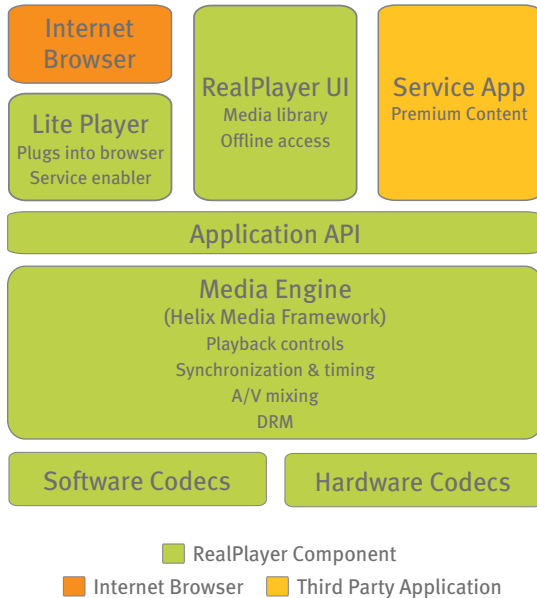 Internet
Browser
Lite Player
Plugs into browser
Service enabler
RealPlayer UI
Media library
Offline access
Service App
Premium Content
Application API
Media Engine
(Helix Media Framework)
Playback controls
Synchronization & timing
A/V mixing
DRM
Software Codecs
Hardware Codecs
RealPlayer Component
Internet Browser
Third Party Application